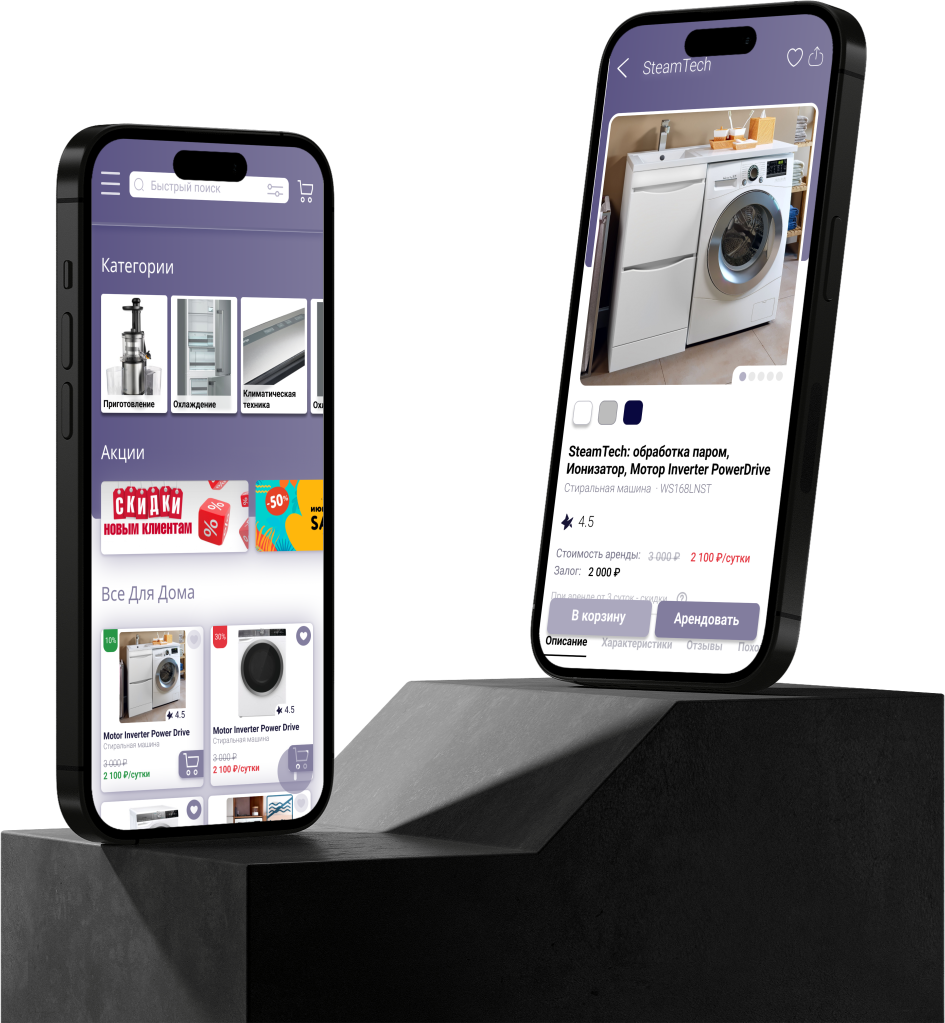 Быстрый поиск
Категории
Приготовление
Охлаждение
Климатическая
техника
Ох
Акции
СКИДКИ
НОВЫМ КЛИЕНТАМ
%
%
-50%
SA
Все Для Дома
10%
4.5
Motor Inverter Power Drive
Стиральная машина
3 000 ₽
2 100 ₽/сутки
30%
4.5
Motor Inverter Power Drive
Стиральная машина
3 000 ₽
2 100 ₽/сутки
SteamTech
SteamTech: обработка паром,
Ионизатор, Мотор Inverter PowerDrive
Стиральная машина · WS168LNST
4.5
Стоимость аренды: 3 000 ₽ 2 100 ₽/сутки
Залог: 2 000 ₽
При аренде от 3 суток - скидки ?
В корзину
Арендовать
Описание Характеристики Отзывы Похо